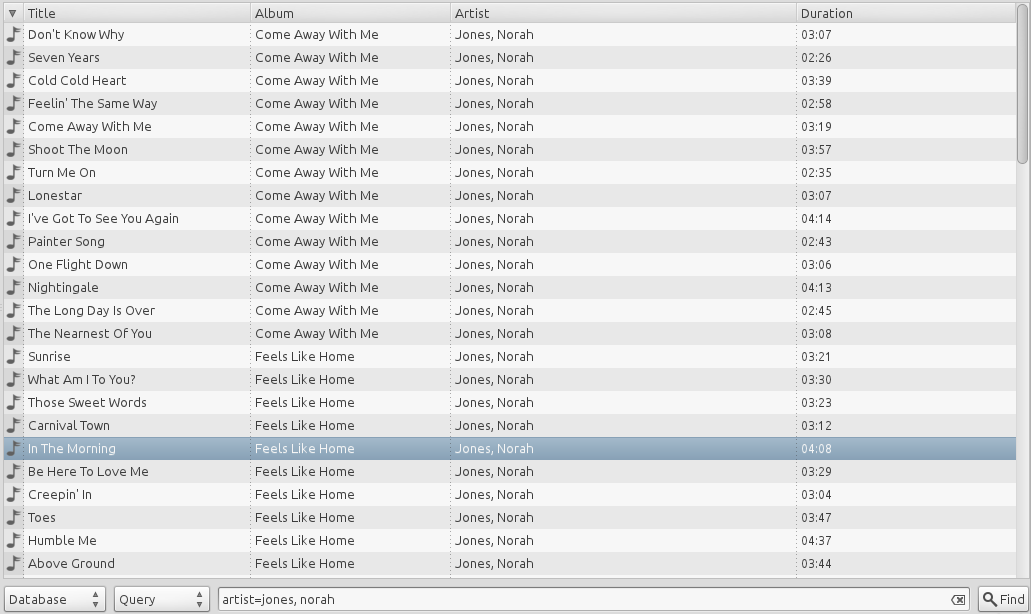 Title Album Artist Duration
Don't Know Why Come Away With Me Jones, Norah 03:07
Seven Years Come Away With Me Jones, Norah 02:26
Cold Cold Heart Come Away With Me Jones, Norah 03:39
Feelin' The Same Way Come Away With Me Jones, Norah 02:58
Come Away With Me Come Away With Me Jones, Norah 03:19
Shoot The Moon Come Away With Me Jones, Norah 03:57
Turn Me On Come Away With Me Jones, Norah 02:35
Lonestar Come Away With Me Jones, Norah 03:07
I've Got To See You Again Come Away With Me Jones, Norah 04:14
Painter Song Come Away With Me Jones, Norah 02:43
One Flight Down Come Away With Me Jones, Norah 03:06
Nightingale Come Away With Me Jones, Norah 04:13
The Long Day Is Over Come Away With Me Jones, Norah 02:45
The Nearnest Of You Come Away With Me Jones, Norah 03:08
Sunrise Feels Like Home Jones, Norah 03:21
What Am I To You? Feels Like Home Jones, Norah 03:30
Those Sweet Words Feels Like Home Jones, Norah 03:23
Carnival Town Feels Like Home Jones, Norah 03:12
In The Morning Feels Like Home Jones, Norah 04:08
Be Here To Love Me Feels Like Home Jones, Norah 03:29
Creepin' In Feels Like Home Jones, Norah 03:04
Toes Feels Like Home Jones, Norah 03:47
Humble Me Feels Like Home Jones, Norah 04:37
Above Ground Feels Like Home Jones, Norah 03:44
Database Query artist=jones, norah Find